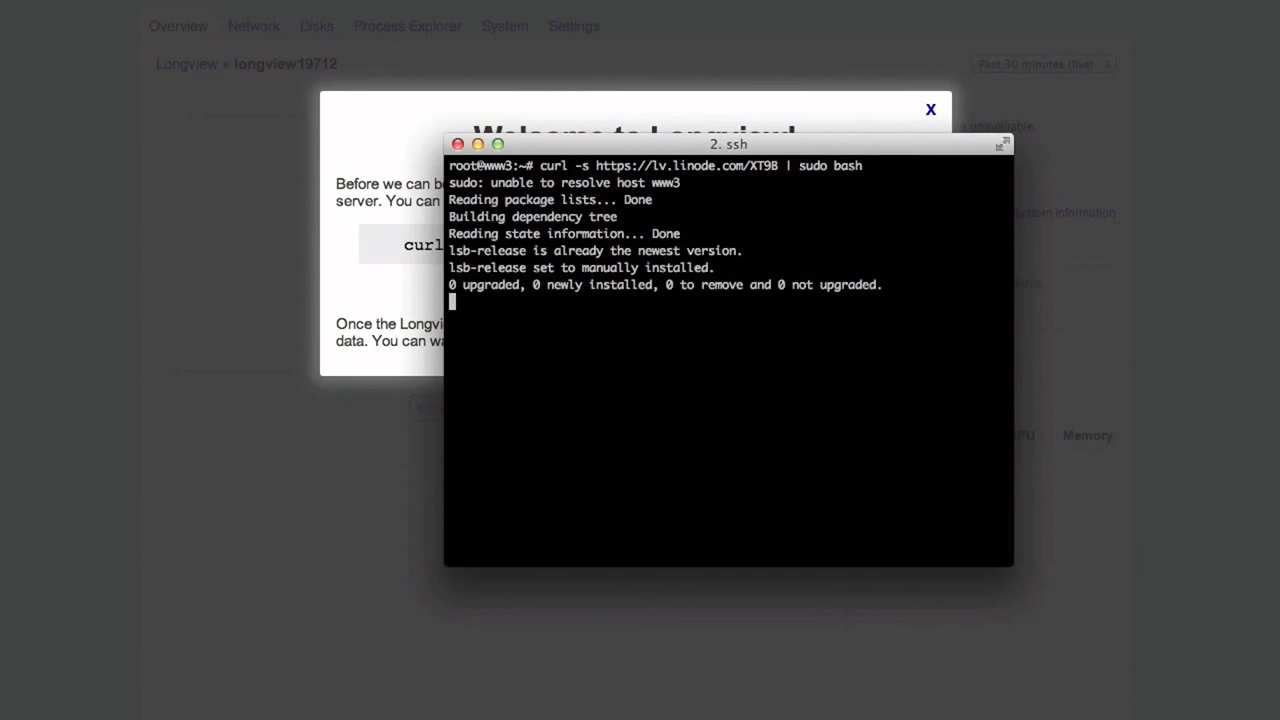 Overview Network Disks Process Explorer System Settings
Longview » longview19712
Past 30 minutes (live)
X
Welcome to Longview!
unavailable.
2. ssh
root@www3:~# curl -s https://lv.linode.com/XT9B | sudo bash
sudo: unable to resolve host www3
Reading package lists... Done
Building dependency tree
Reading state information... Done
lsb-release is already the newest version.
lsb-release set to manually installed.
0 upgraded, 0 newly installed, 0 to remove and 0 not upgraded.
Before we can be
server. You can
System Information
curl
Once the Longvi
data. You can wa
Memory